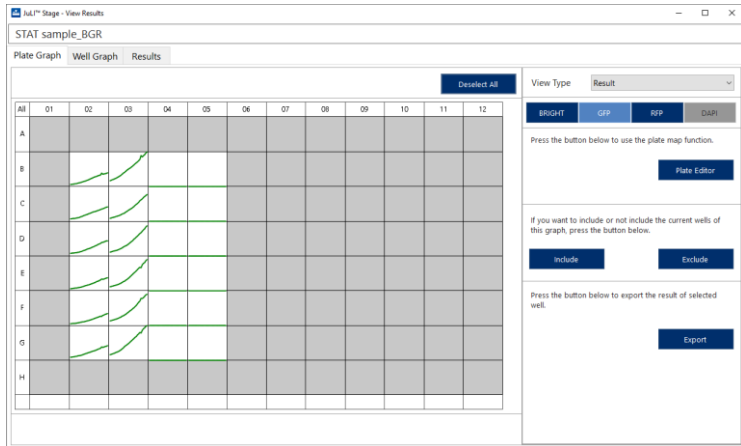 JuLI™ Stage - View Results
STAT sample_BGR
Plate Graph Well Graph Results
Deselect All
All 01 02 03 04 05 06 07 08 09 10 11 12
A
B
C
D
E
F
G
H
View Type Result
BRIGHT GFP RFP DAPI
Press the button below to use the plate map function.
Plate Editor
If you want to include or not include the current wells of
this graph, press the button below.
Include Exclude
Press the button below to export the result of selected
well.
Export